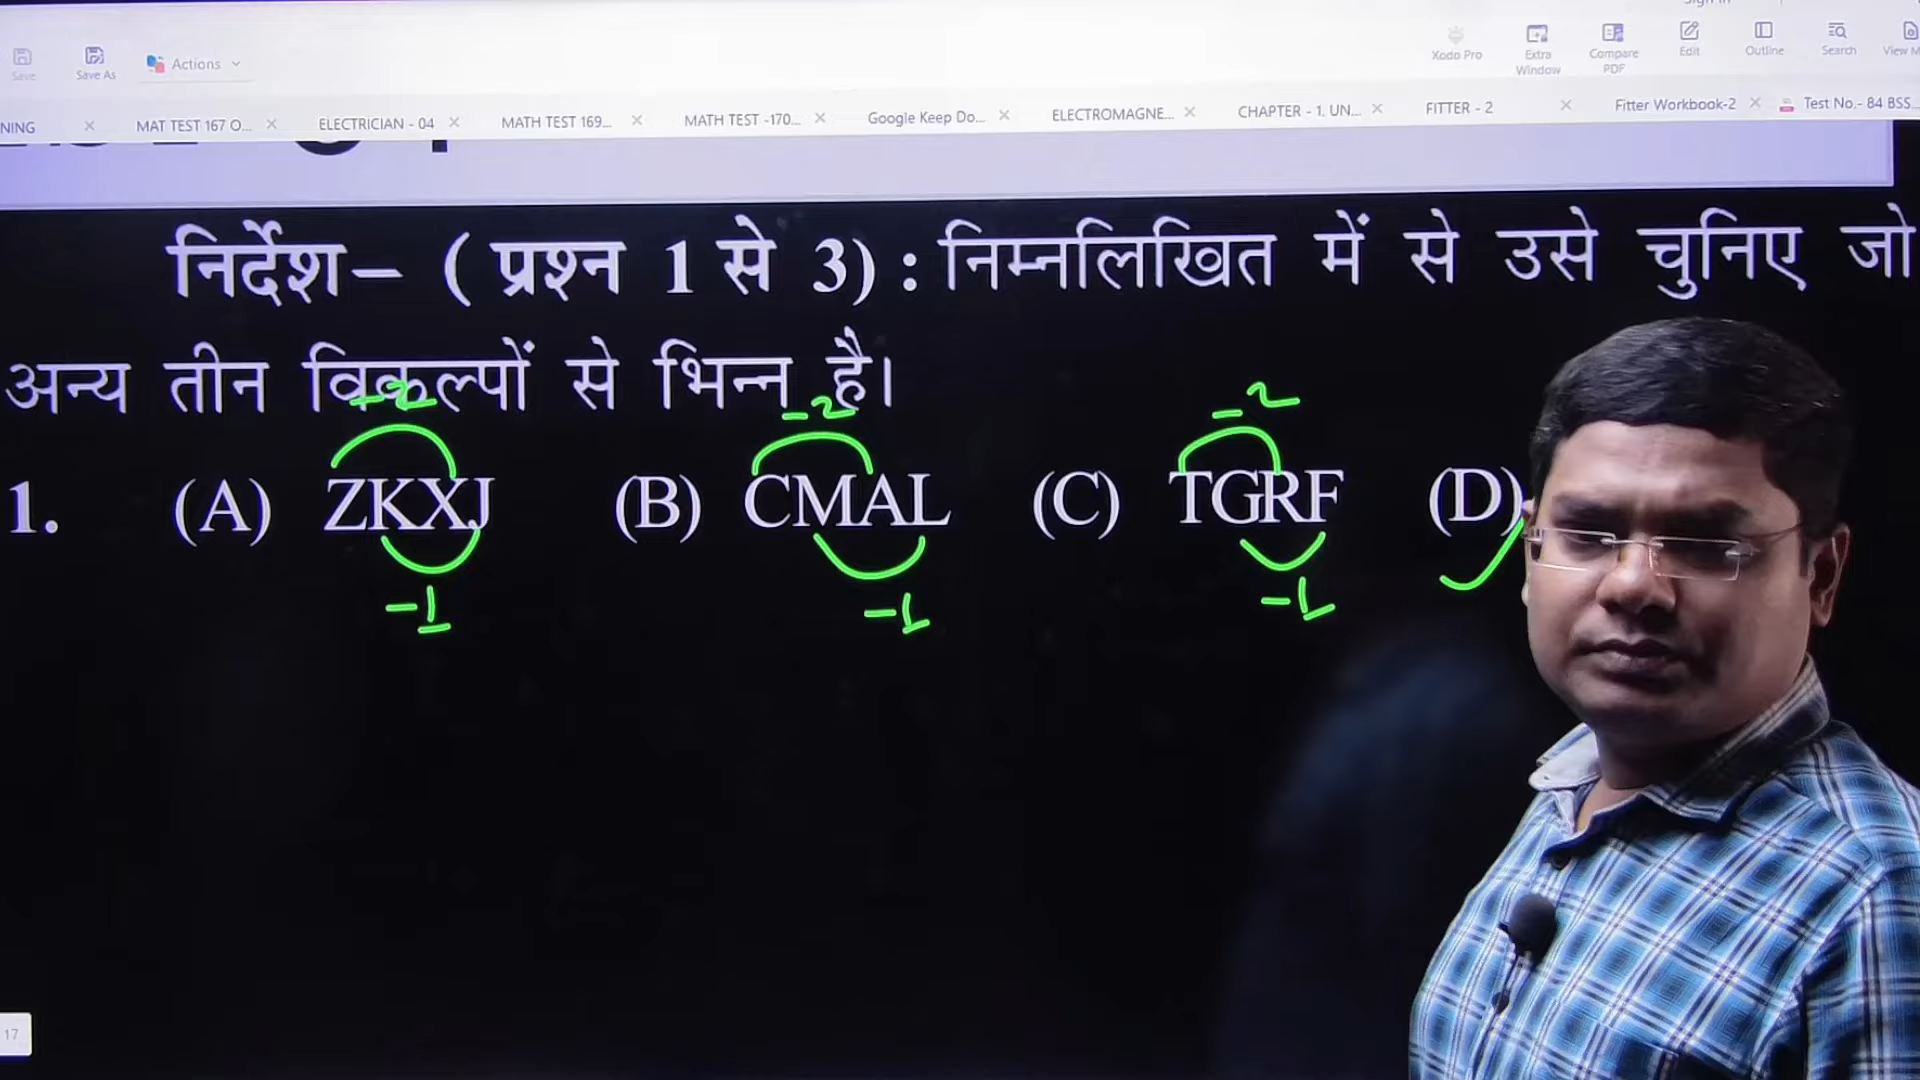 Save
Save As
Actions
Xodo Pro
Extra Window
Compare PDF
Edit
Outline
Search
NING
MAT TEST 167 O...
ELECTRICIAN - 04
MATH TEST 169...
MATH TEST -170...
Google Keep Do...
ELECTROMAGNE...
CHAPTER - 1. UN...
FITTER - 2
Fitter Workbook-2
Test No.- 84 BSS...
निर्देश– ( प्रश्न 1 से 3) : निम्नलिखित में से उसे चुनिए जो
अन्य तीन विकल्पों से भिन्न है।
-2 -2 -2
1. (A) ZKXJ (B) CMAL (C) TGRF (D)
-1 -1 -1
17